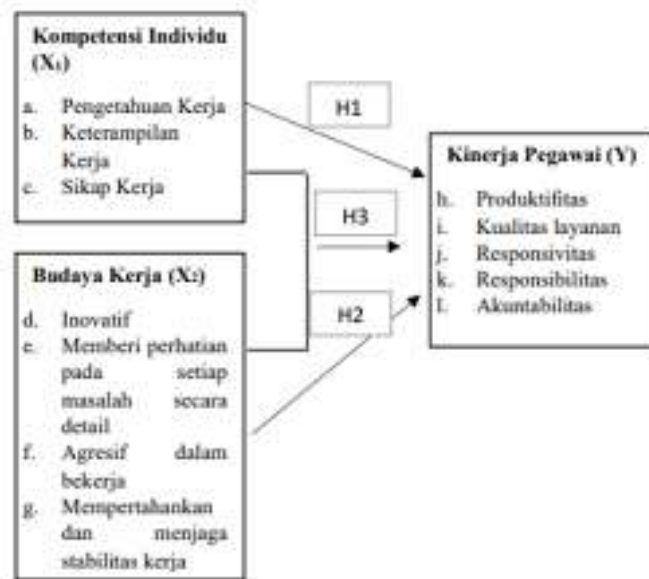 Kompetensi Individu
(X₁)
a. Pengetahuan Kerja
b. Keterampilan
Kerja
c. Sikap Kerja
H1
Kinerja Pegawai (Y)
h. Produktifitas
i. Kualitas layanan
j. Responsivitas
k. Responsibilitas
l. Akuntabilitas
H3
H2
Budaya Kerja (X₂)
d. Inovatif
e. Memberi perhatian
pada setiap
masalah secara
detail
f. Agresif dalam
bekerja
g. Mempertahankan
dan menjaga
stabilitas kerja